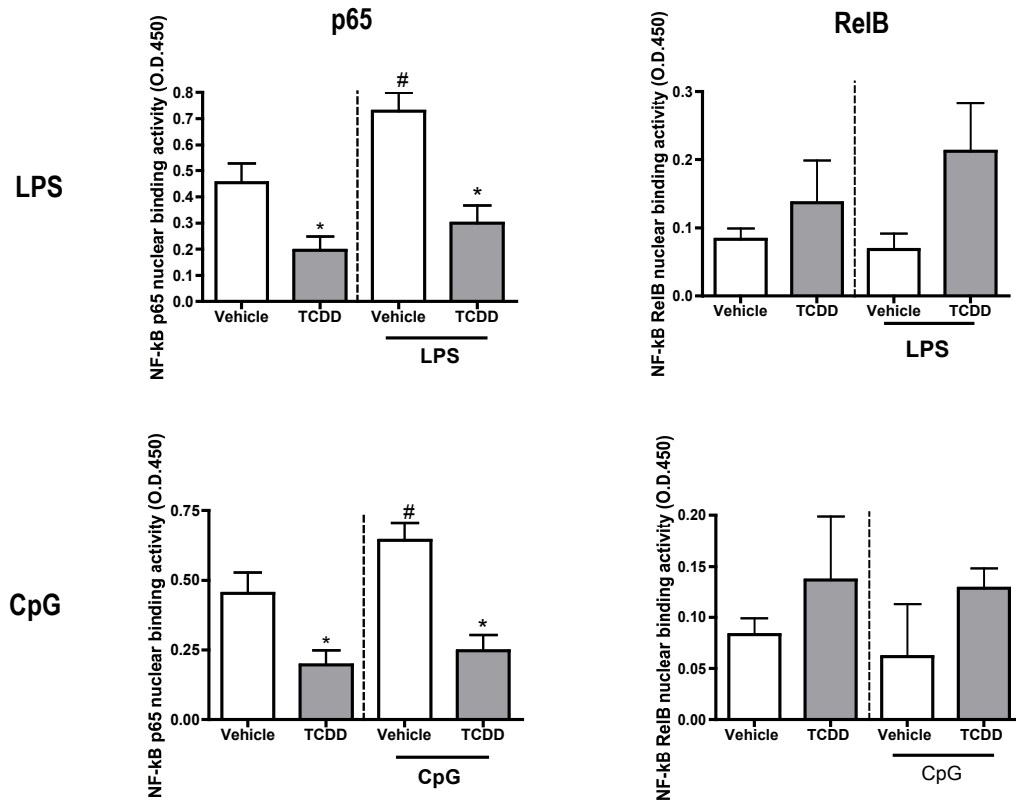 p65
RelB
LPS
CpG
NF-kB p65 nuclear binding activity (O.D.450)
0.8
0.7
0.6
0.5
0.4
0.3
0.2
0.1
0.0
#
*
*
Vehicle TCDD Vehicle TCDD
LPS
NF-kB RelB nuclear binding activity (O.D.450)
0.3
0.2
0.1
0.0
Vehicle TCDD Vehicle TCDD
LPS
NF-kB p65 nuclear binding activity (O.D.450)
0.75
0.50
0.25
0.00
#
*
*
Vehicle TCDD Vehicle TCDD
CpG
NF-kB RelB nuclear binding activity (O.D.450)
0.20
0.15
0.10
0.05
0.00
Vehicle TCDD Vehicle TCDD
CpG